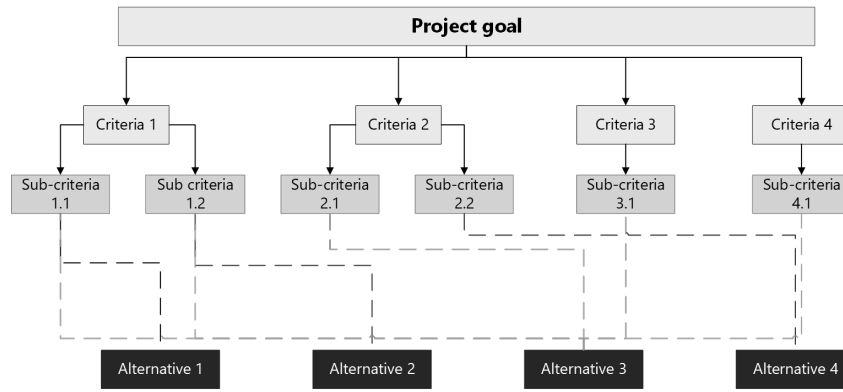 Project goal
Criteria 1
Criteria 2
Criteria 3
Criteria 4
Sub-criteria
1.1
Sub criteria
1.2
Sub-criteria
2.1
Sub-criteria
2.2
Sub-criteria
3.1
Sub-criteria
4.1
Alternative 1
Alternative 2
Alternative 3
Alternative 4